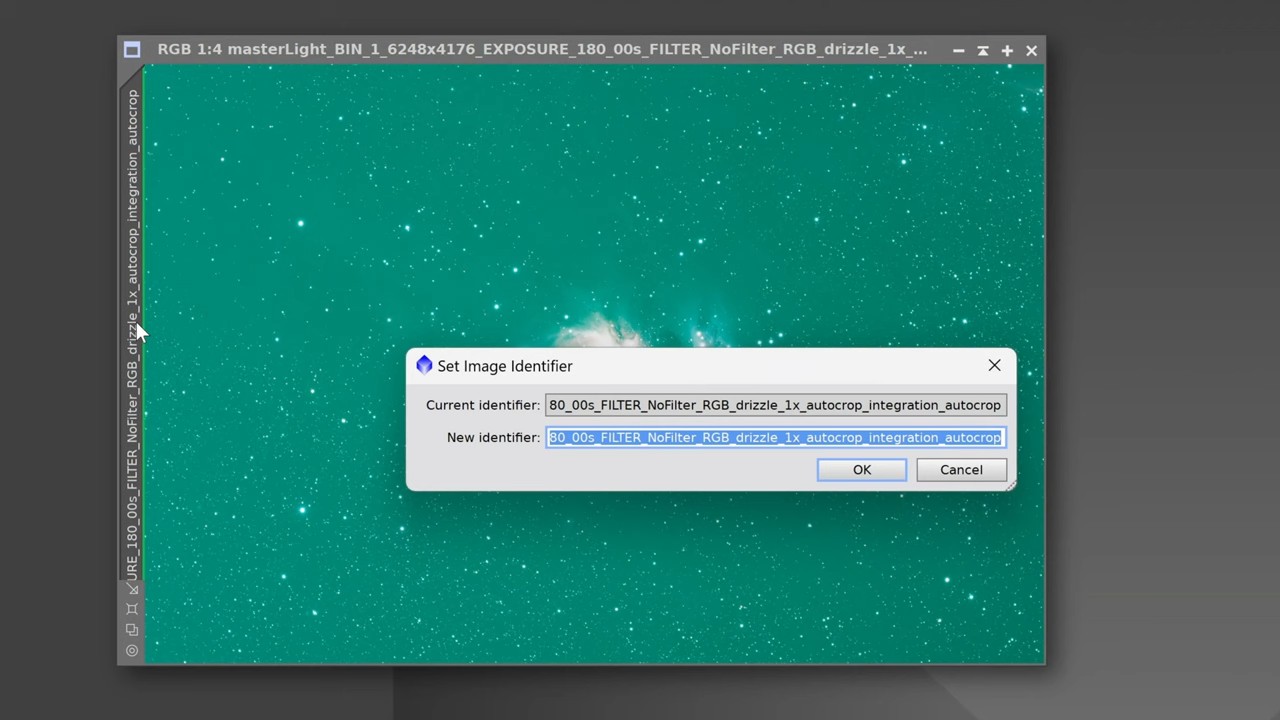 RGB 1:4 masterLight_BIN_1_6248x4176_EXPOSURE_180_00s_FILTER_NoFilter_RGB_drizzle_1x_...
URE_180_00s_FILTER_NoFilter_RGB_drizzle_1x_autocrop_integration_autocrop
Set Image Identifier
Current identifier: 80_00s_FILTER_NoFilter_RGB_drizzle_1x_autocrop_integration_autocrop
New identifier: 80_00s_FILTER_NoFilter_RGB_drizzle_1x_autocrop_integration_autocrop
OK Cancel